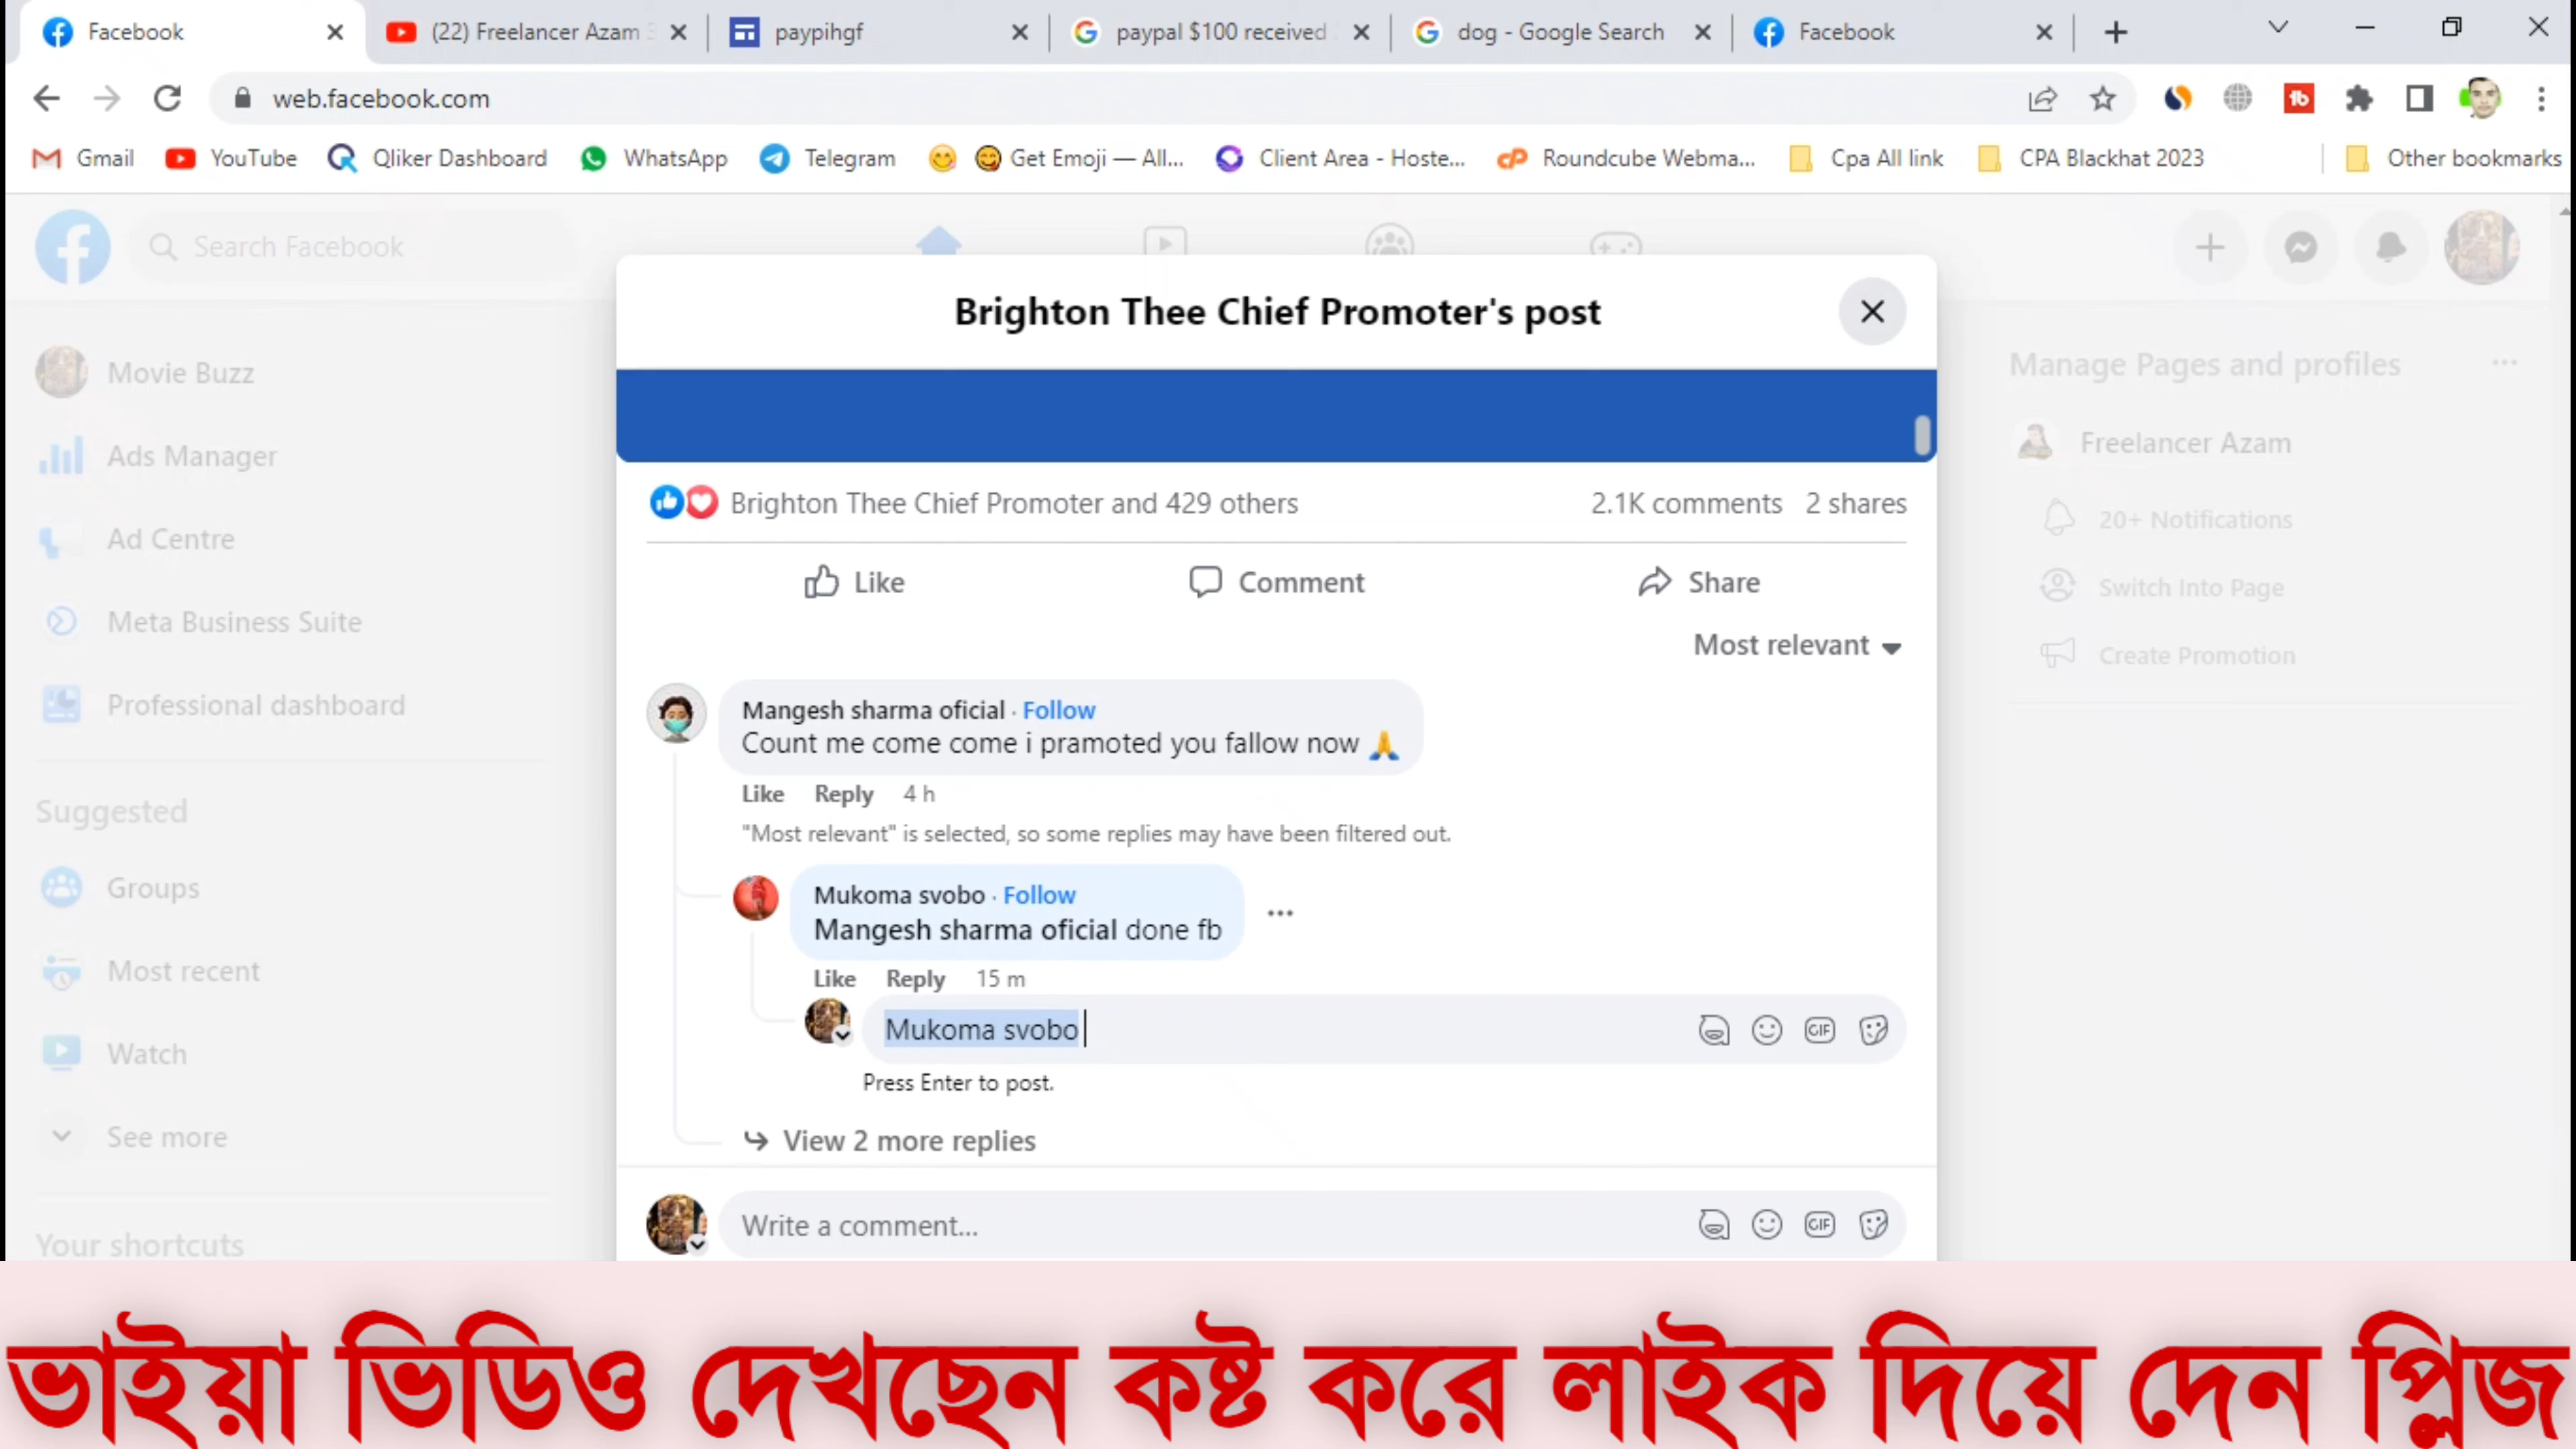 Facebook
(22) Freelancer Azam
paypihgf
paypal $100 received
dog - Google Search
Facebook
web.facebook.com
Gmail
YouTube
Qliker Dashboard
WhatsApp
Telegram
Get Emoji — All...
Client Area - Hoste...
Roundcube Webma...
Cpa All link
CPA Blackhat 2023
Other bookmarks
Search Facebook
Movie Buzz
Ads Manager
Ad Centre
Meta Business Suite
Professional dashboard
Suggested
Groups
Most recent
Watch
See more
Your shortcuts
Brighton Thee Chief Promoter's post
Brighton Thee Chief Promoter and 429 others
2.1K comments 2 shares
Like Comment Share
Most relevant
Mangesh sharma oficial · Follow
Count me come come i pramoted you fallow now 🙏
Like Reply 4 h
"Most relevant" is selected, so some replies may have been filtered out.
Mukoma svobo · Follow
Mangesh sharma oficial done fb
Like Reply 15 m
Mukoma svobo
GIF
Press Enter to post.
View 2 more replies
Write a comment...
GIF
Manage Pages and profiles
Freelancer Azam
20+ Notifications
Switch Into Page
Create Promotion
ভাইয়া ভিডিও দেখছেন কষ্ট করে লাইক দিয়ে দেন প্লিজ